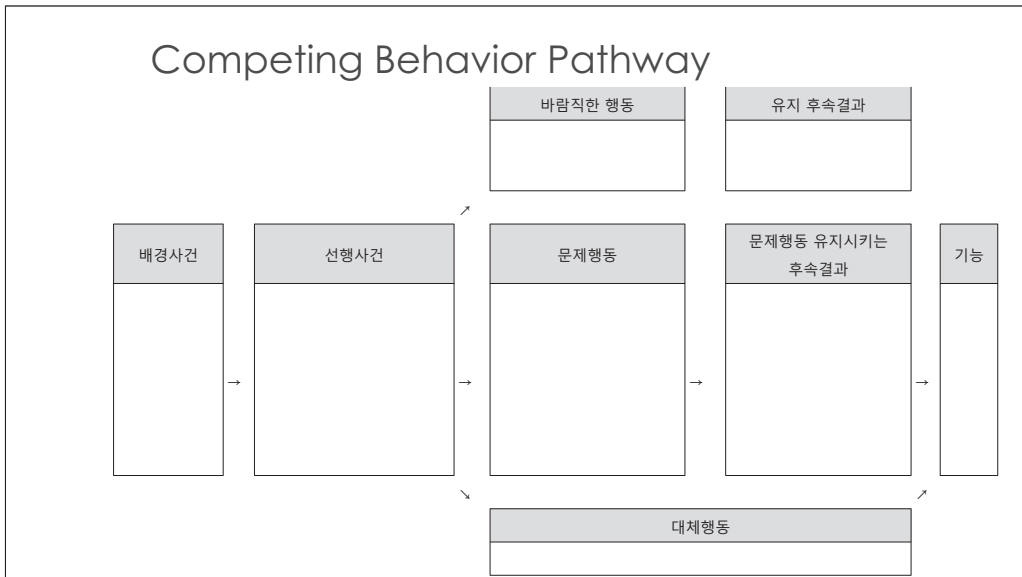 Competing Behavior Pathway
바람직한 행동
유지 후속결과
↗
배경사건
선행사건
문제행동
문제행동 유지시키는
후속결과
기능
→
→
→
→
↘
↗
대체행동